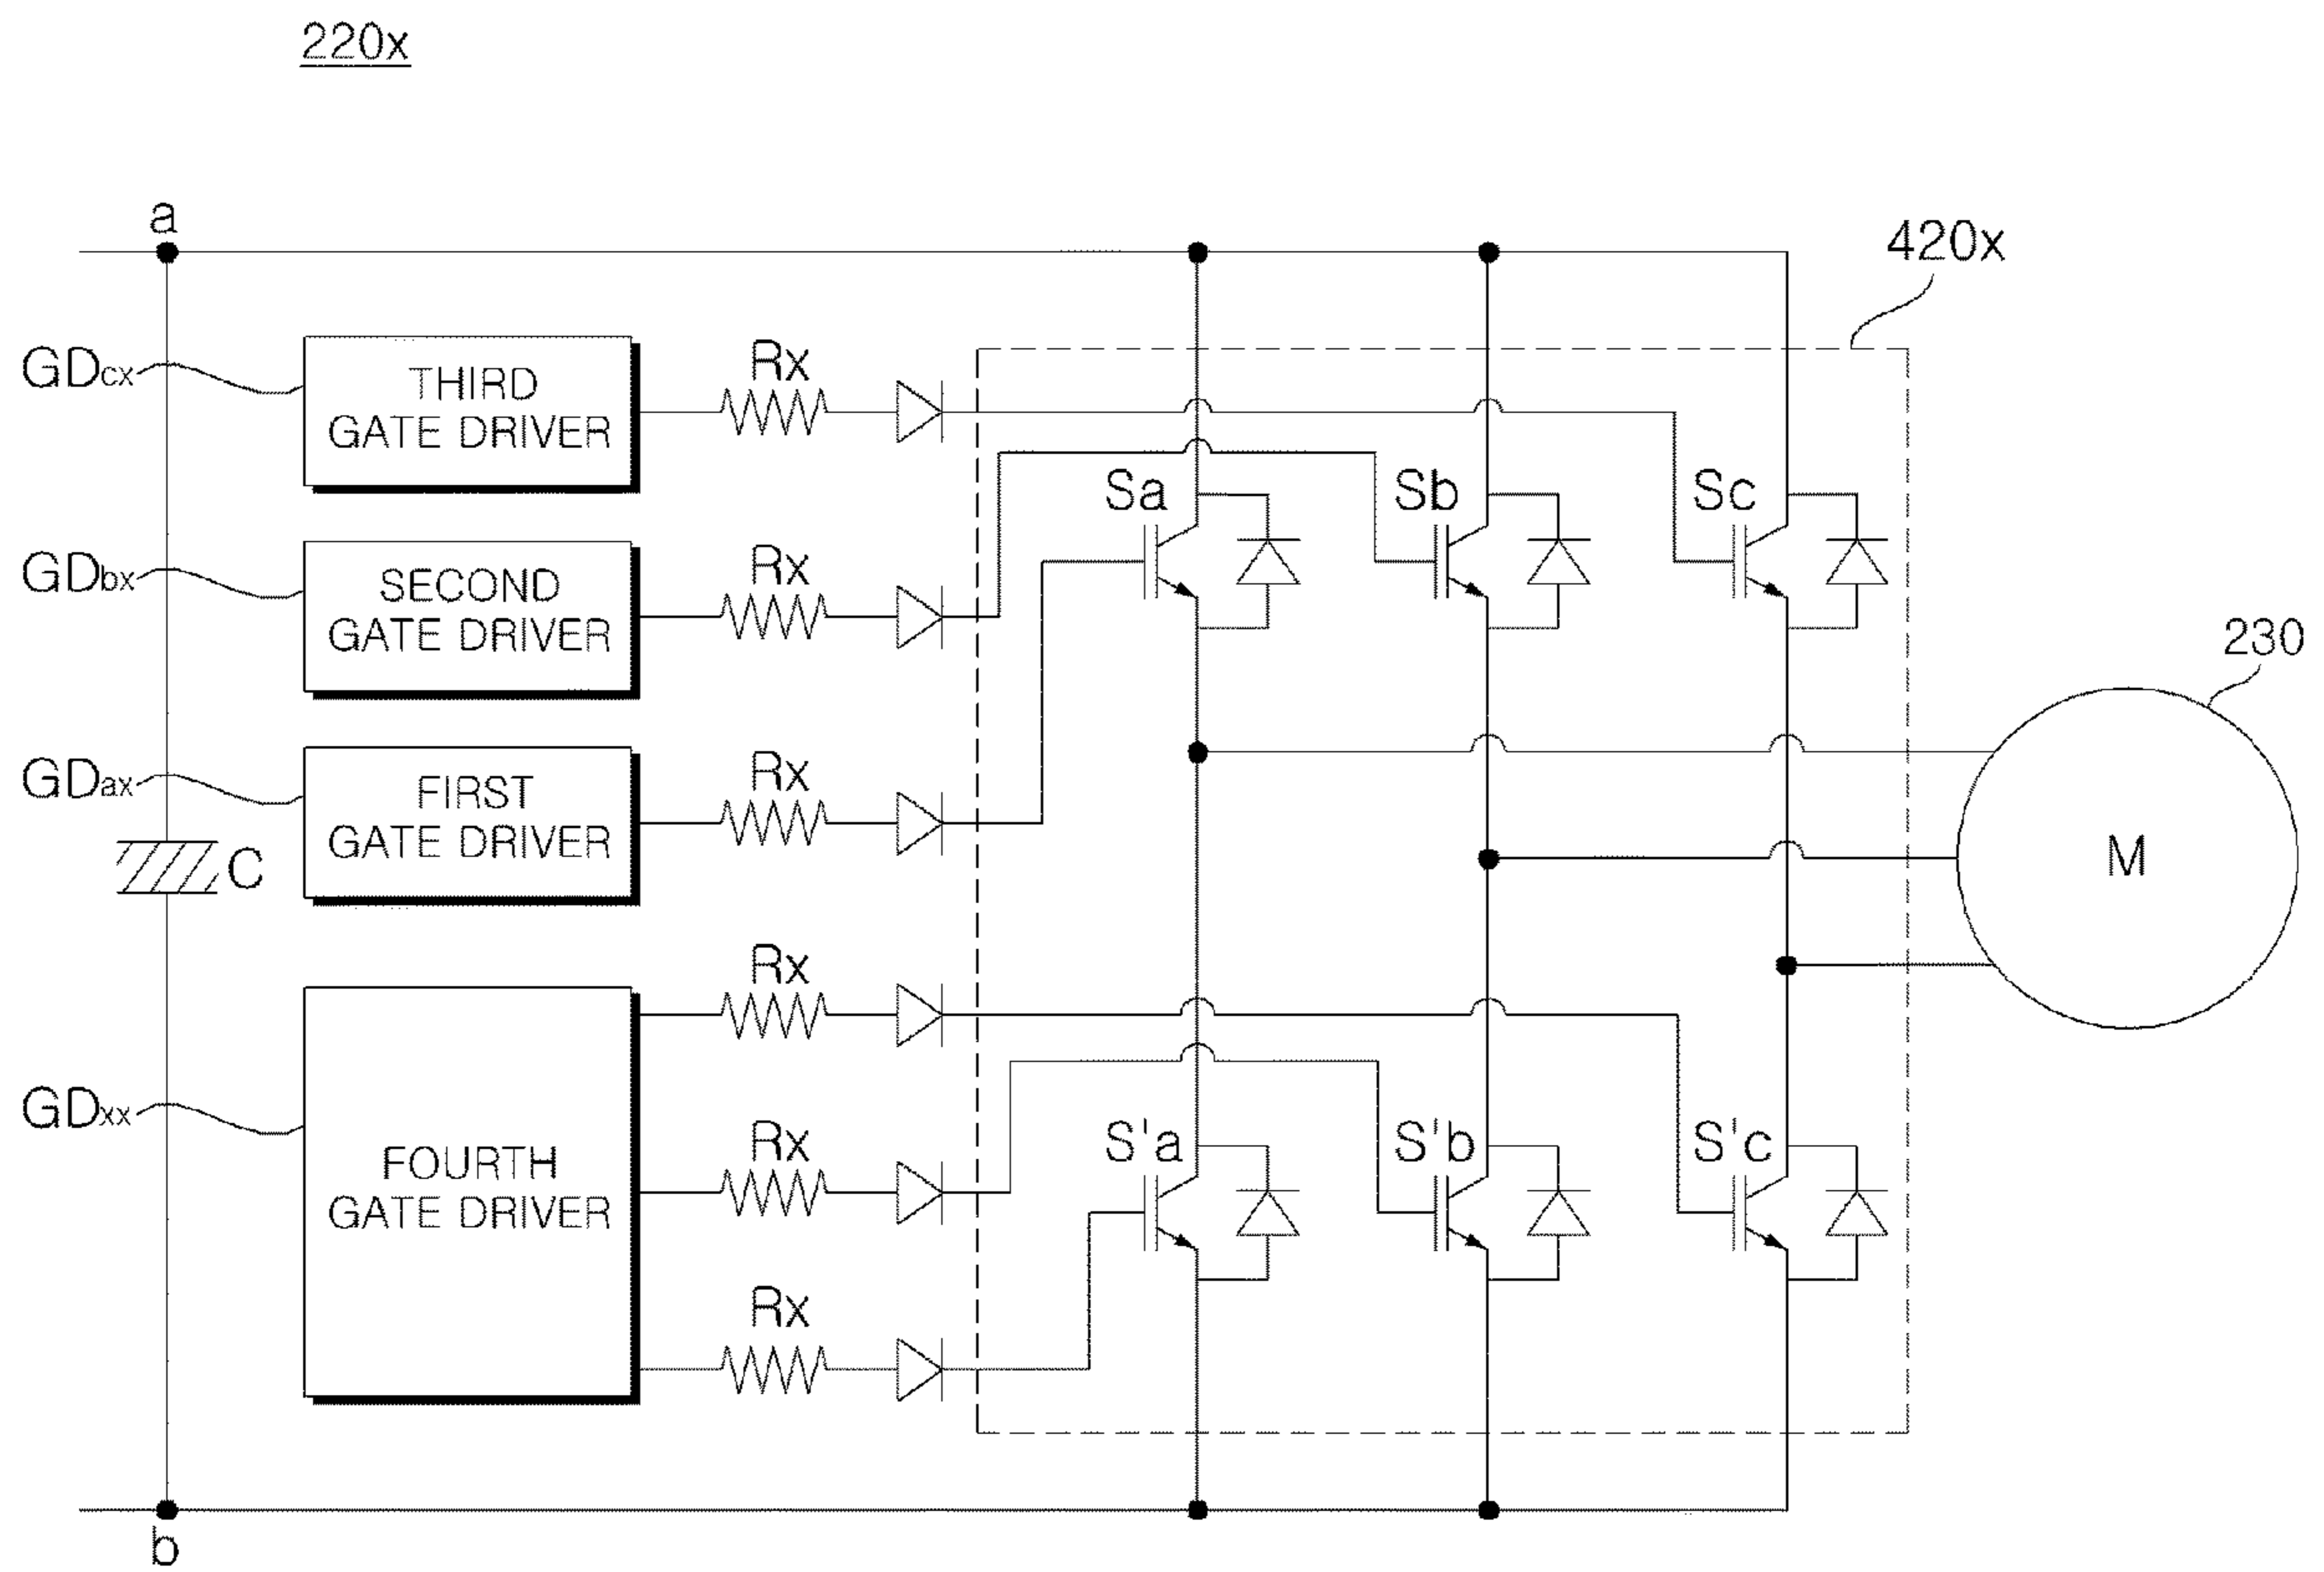 220x
a
420x
GDcx
THIRD
GATE DRIVER
Rx
Sa
Sb
Sc
GDbx
SECOND
GATE DRIVER
Rx
230
GDax
FIRST
GATE DRIVER
Rx
C
M
Rx
GDxx
FOURTH
GATE DRIVER
Rx
S'a
S'b
S'c
Rx
b